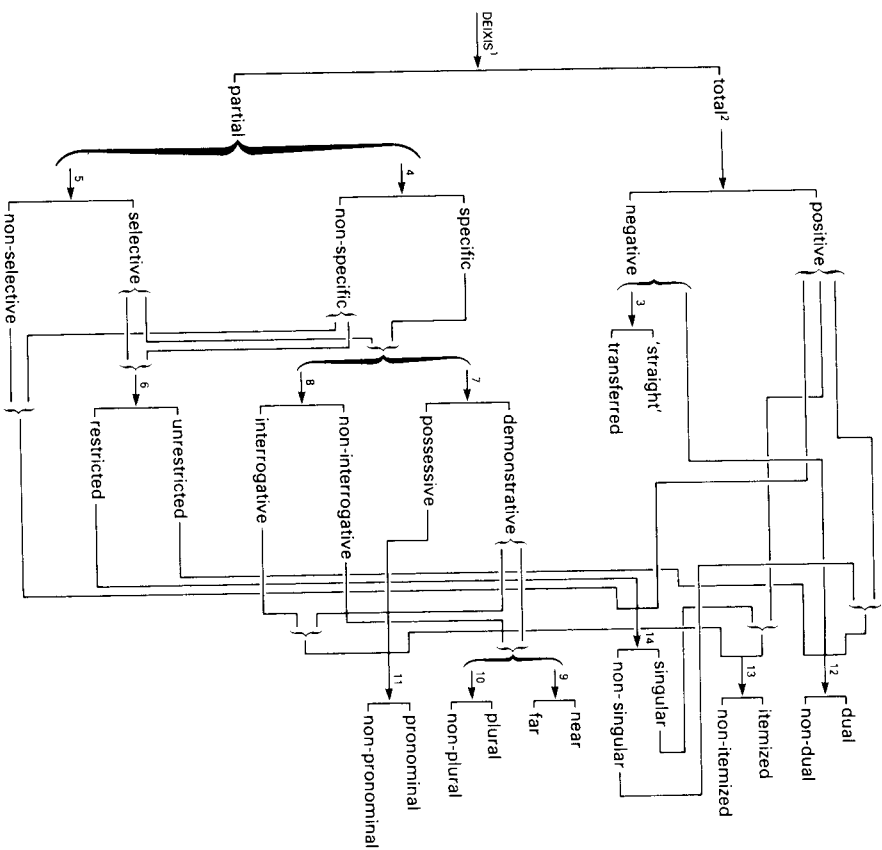 DEIXIS¹
total²
partial
positive
negative
4
5
specific
non-specific
selective
non-selective
3
'straight'
transferred
7
8
6
demonstrative
possessive
non-interrogative
interrogative
unrestricted
restricted
12
13
14
9
10
11
dual
non-dual
itemized
non-itemized
singular
non-singular
near
far
plural
non-plural
pronominal
non-pronominal